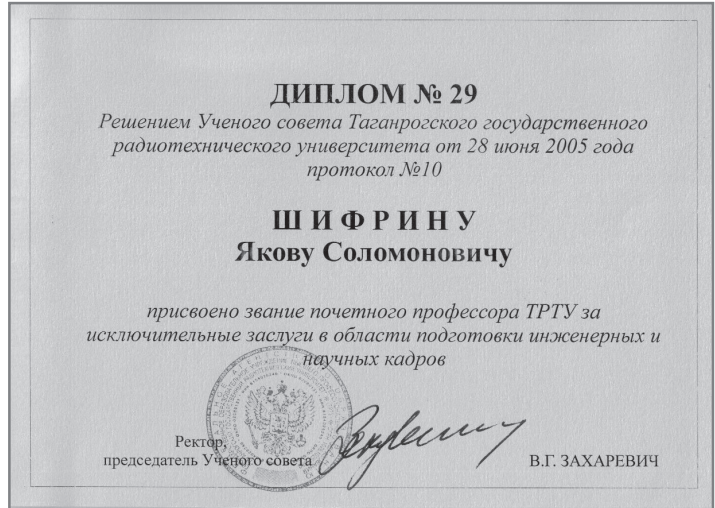 ДИПЛОМ № 29
Решением Ученого совета Таганрогского государственного
радиотехнического университета от 28 июня 2005 года
протокол №10
ШИФРИНУ
Якову Соломоновичу
присвоено звание почетного профессора ТРТУ за
исключительные заслуги в области подготовки инженерных и
научных кадров
Ректор,
председатель Ученого совета
В.Г. ЗАХАРЕВИЧ